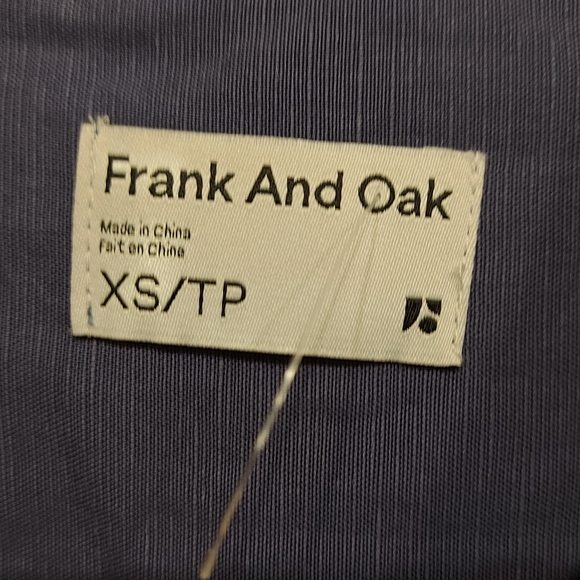 Frank And Oak
Made in China
Fait en Chine
XS/TP